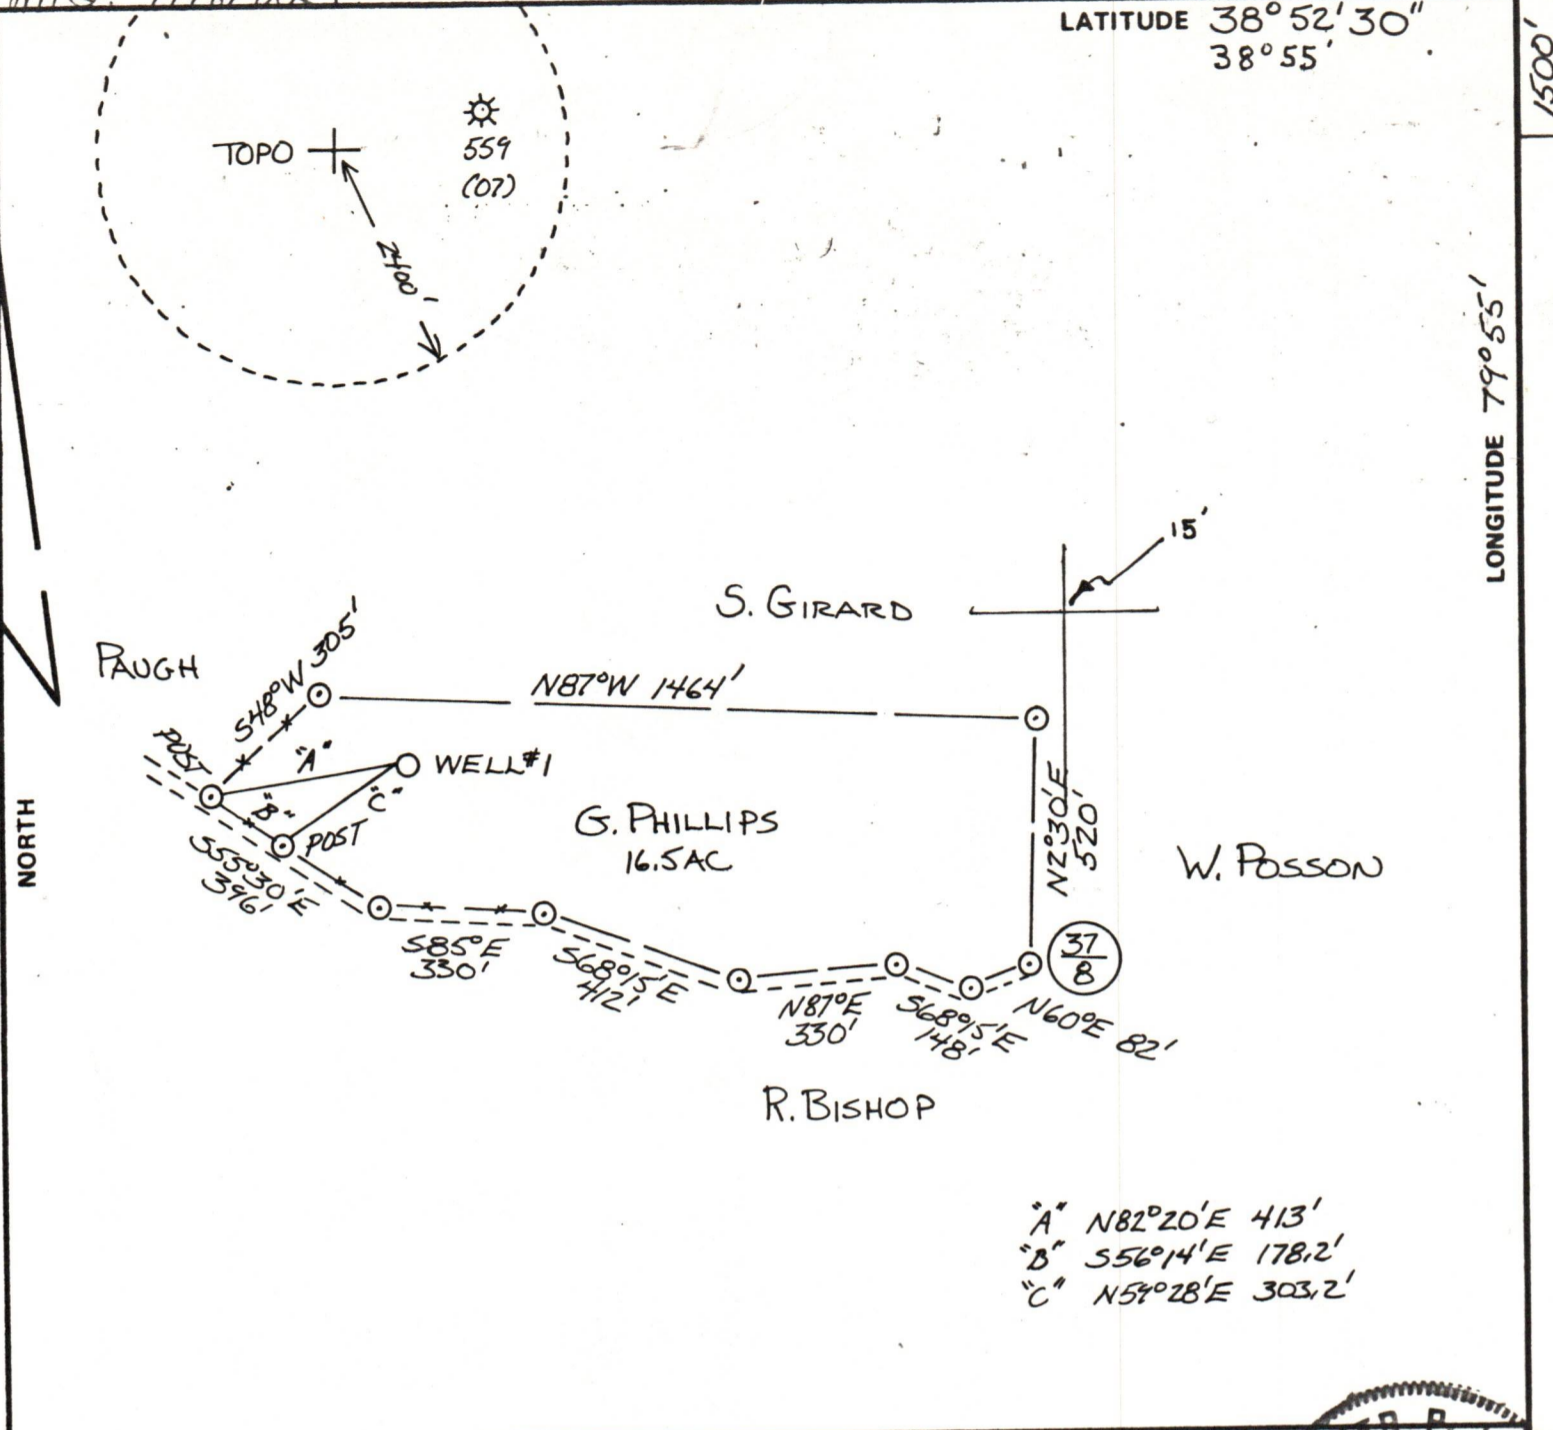 LATITUDE 38°52'30"
38°55'
1500'
TOPO
559
(07)
2400'
LONGITUDE 79°55'
15'
S. GIRARD
PAUGH
S48°W 305'
N87°W 1464'
POST
"A"
WELL #1
"B"
"C"
POST
G. PHILLIPS
16.5 AC
N2°30'E
520'
W. POSSON
NORTH
S55°30'E
396'
S85°E
330'
S68°15'E
412'
N87°E
330'
S68°15'E
148'
N60°E 82'
37
8
R. BISHOP
"A" N82°20'E 413'
"B" S56°14'E 178.2'
"C" N59°28'E 303.2'